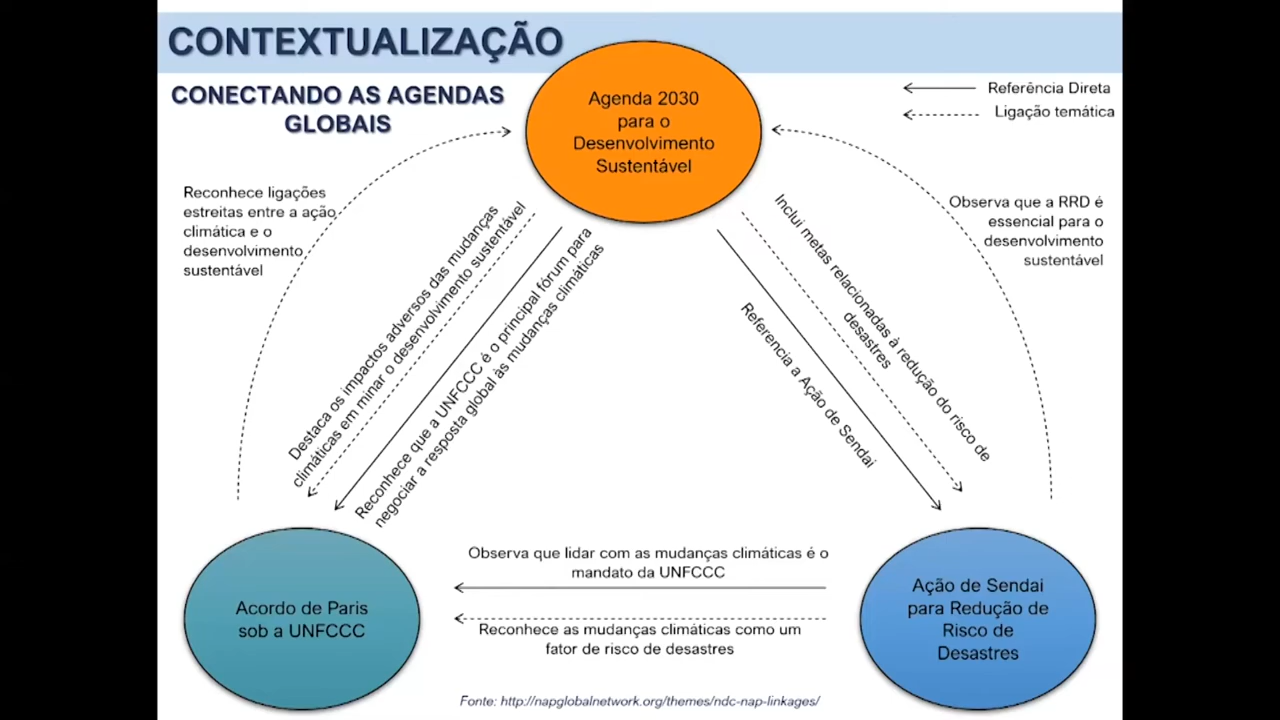 CONTEXTUALIZAÇÃO
CONECTANDO AS AGENDAS
GLOBAIS
Agenda 2030
para o
Desenvolvimento
Sustentável
Referência Direta
Ligação temática
Reconhece ligações
estreitas entre a ação
climática e o
desenvolvimento
sustentável
Destaca os impactos adversos das mudanças
climáticas em minar o desenvolvimento sustentável
Reconhece que a UNFCCC é o principal fórum para
negociar a resposta global às mudanças climáticas
Inclui metas relacionadas à redução do risco de
desastres
Referencia a Ação de Sendai
Observa que a RRD é
essencial para o
desenvolvimento
sustentável
Acordo de Paris
sob a UNFCCC
Observa que lidar com as mudanças climáticas é o
mandato da UNFCCC
Reconhece as mudanças climáticas como um
fator de risco de desastres
Ação de Sendai
para Redução de
Risco de
Desastres
Fonte: http://napglobalnetwork.org/themes/ndc-nap-linkages/